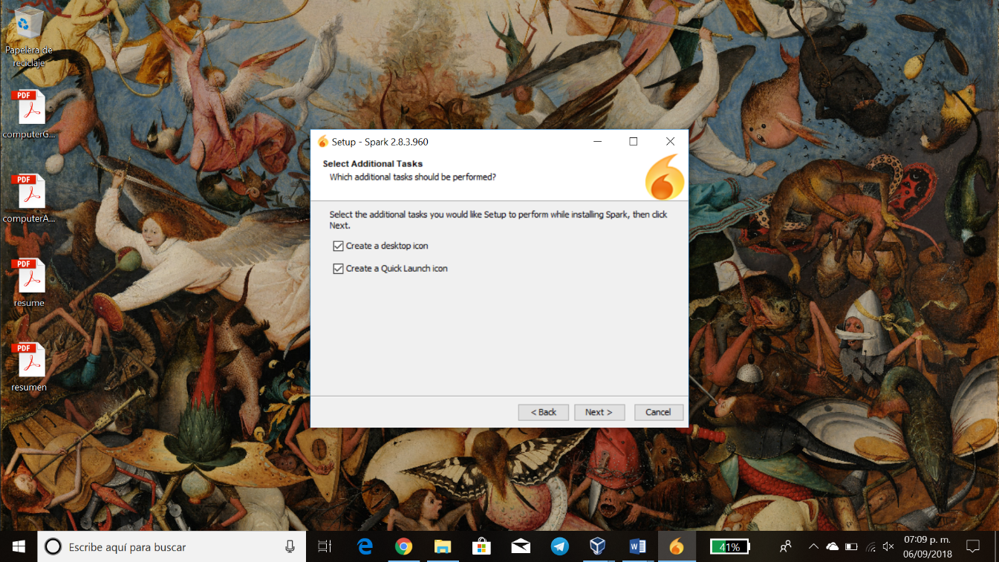 Papelera de
reciclaje
PDF
computerG...
PDF
computerA...
PDF
resume
PDF
resumen
Setup - Spark 2.8.3.960
Select Additional Tasks
Which additional tasks should be performed?
Select the additional tasks you would like Setup to perform while installing Spark, then click
Next.
Create a desktop icon
Create a Quick Launch icon
< Back
Next >
Cancel
Escribe aquí para buscar
41%
07:09 p. m.
06/09/2018